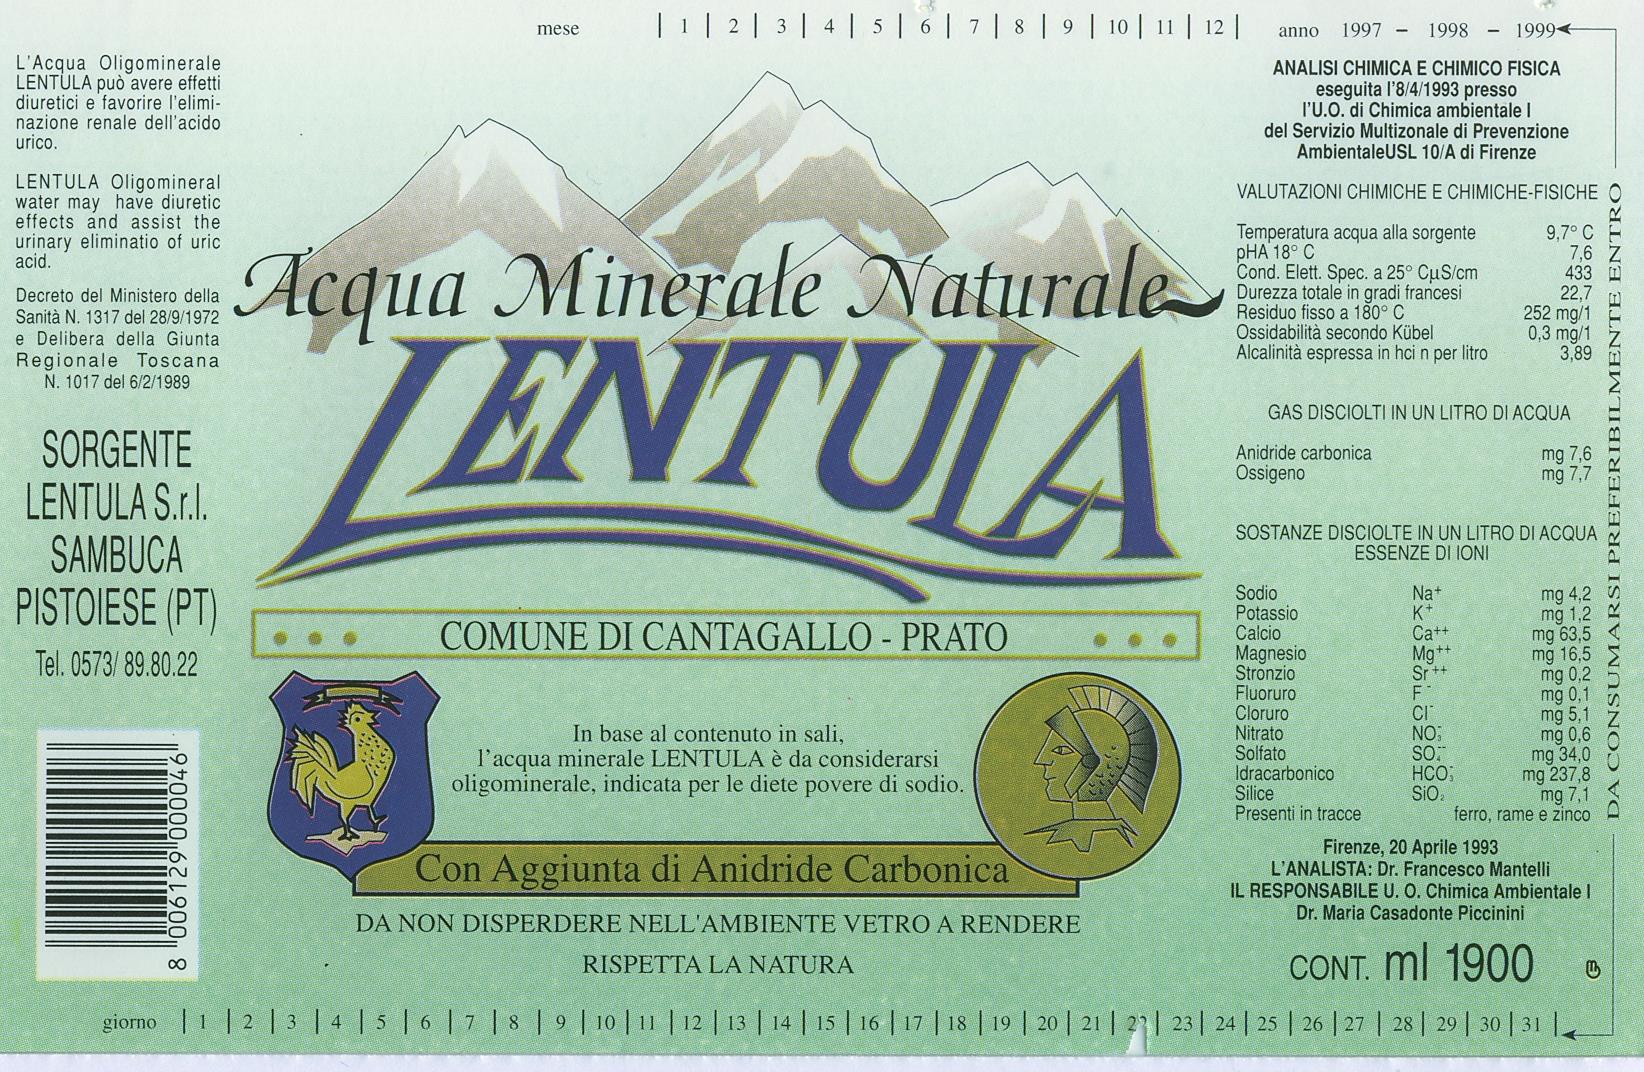 mese | 1 | 2 | 3 | 4 | 5 | 6 | 7 | 8 | 9 | 10 | 11 | 12 | anno 1997 – 1998 – 1999
L'Acqua Oligominerale
LENTULA può avere effetti
diuretici e favorire l'elimi-
nazione renale dell'acido
urico.
LENTULA Oligomineral
water may have diuretic
effects and assist the
urinary eliminatio of uric
acid.
Decreto del Ministero della
Sanità N. 1317 del 28/9/1972
e Delibera della Giunta
Regionale Toscana
N. 1017 del 6/2/1989
SORGENTE
LENTULA S.r.l.
SAMBUCA
PISTOIESE (PT)
Tel. 0573/ 89.80.22
8 006129 000046
Acqua Minerale Naturale
LENTULA
COMUNE DI CANTAGALLO - PRATO
In base al contenuto in sali,
l'acqua minerale LENTULA è da considerarsi
oligominerale, indicata per le diete povere di sodio.
Con Aggiunta di Anidride Carbonica
DA NON DISPERDERE NELL'AMBIENTE VETRO A RENDERE
RISPETTA LA NATURA
ANALISI CHIMICA E CHIMICO FISICA
eseguita l'8/4/1993 presso
l'U.O. di Chimica ambientale I
del Servizio Multizonale di Prevenzione
AmbientaleUSL 10/A di Firenze
VALUTAZIONI CHIMICHE E CHIMICHE-FISICHE
Temperatura acqua alla sorgente 9,7° C
pHA 18° C 7,6
Cond. Elett. Spec. a 25° CµS/cm 433
Durezza totale in gradi francesi 22,7
Residuo fisso a 180° C 252 mg/1
Ossidabilità secondo Kübel 0,3 mg/1
Alcalinità espressa in hci n per litro 3,89
GAS DISCIOLTI IN UN LITRO DI ACQUA
Anidride carbonica mg 7,6
Ossigeno mg 7,7
SOSTANZE DISCIOLTE IN UN LITRO DI ACQUA
ESSENZE DI IONI
Sodio Na⁺ mg 4,2
Potassio K⁺ mg 1,2
Calcio Ca⁺⁺ mg 63,5
Magnesio Mg⁺⁺ mg 16,5
Stronzio Sr⁺⁺ mg 0,2
Fluoruro F⁻ mg 0,1
Cloruro Cl⁻ mg 5,1
Nitrato NO₃⁻ mg 0,6
Solfato SO₄⁻⁻ mg 34,0
Idracarbonico HCO₃⁻ mg 237,8
Silice SiO₂ mg 7,1
Presenti in tracce ferro, rame e zinco
Firenze, 20 Aprile 1993
L'ANALISTA: Dr. Francesco Mantelli
IL RESPONSABILE U. O. Chimica Ambientale I
Dr. Maria Casadonte Piccinini
CONT. ml 1900
DA CONSUMARSI PREFERIBILMENTE ENTRO
giorno | 1 | 2 | 3 | 4 | 5 | 6 | 7 | 8 | 9 | 10 | 11 | 12 | 13 | 14 | 15 | 16 | 17 | 18 | 19 | 20 | 21 | 22 | 23 | 24 | 25 | 26 | 27 | 28 | 29 | 30 | 31 |